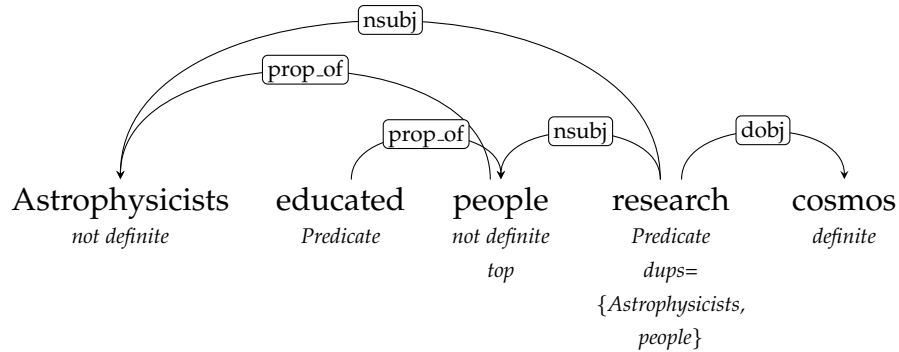 nsubj
prop_of
prop_of nsubj dobj
Astrophysicists educated people research cosmos
not definite Predicate not definite Predicate definite
top dups=
{Astrophysicists,
people}